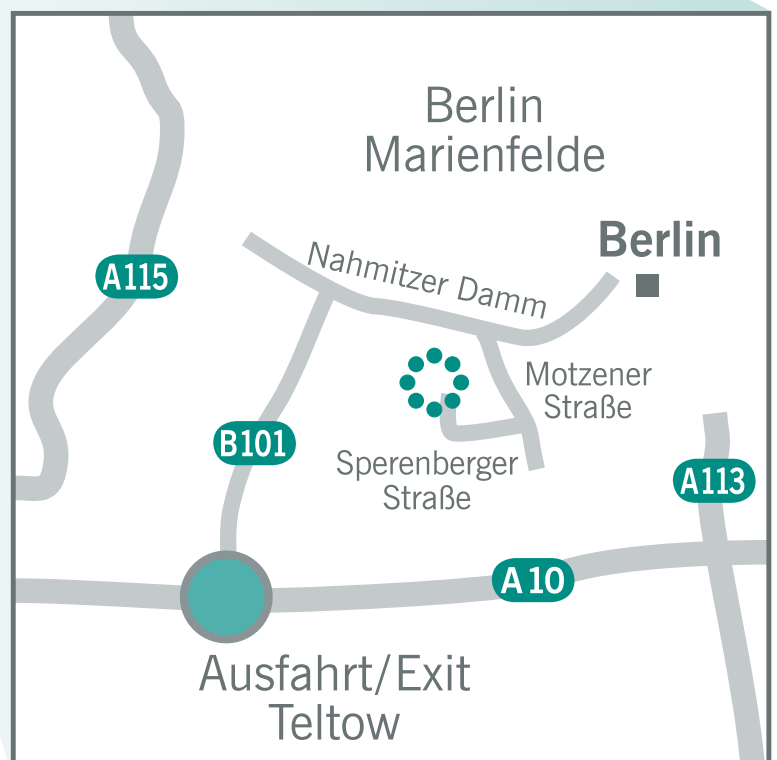 Berlin
Marienfelde
Berlin
A115
Nahmitzer Damm
Motzener
Straße
B101
Sperenberger
Straße
A113
A10
Ausfahrt/Exit
Teltow